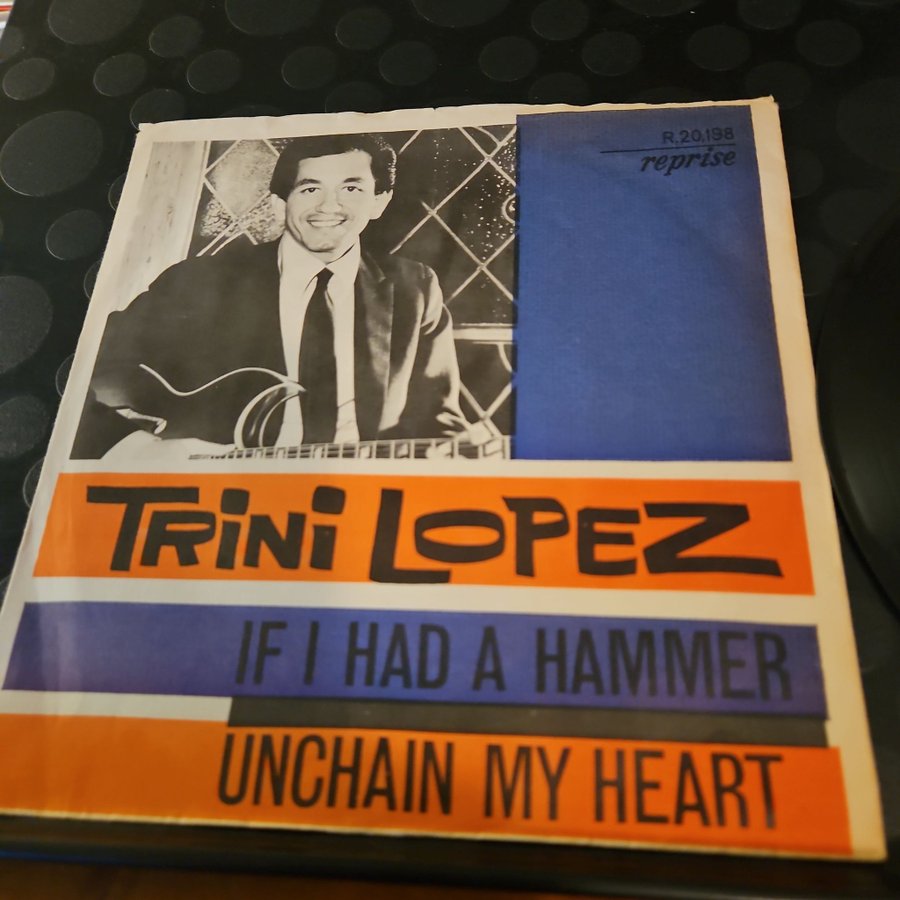 R.20,198
reprise
TRINI LOPEZ
IF I HAD A HAMMER
UNCHAIN MY HEART